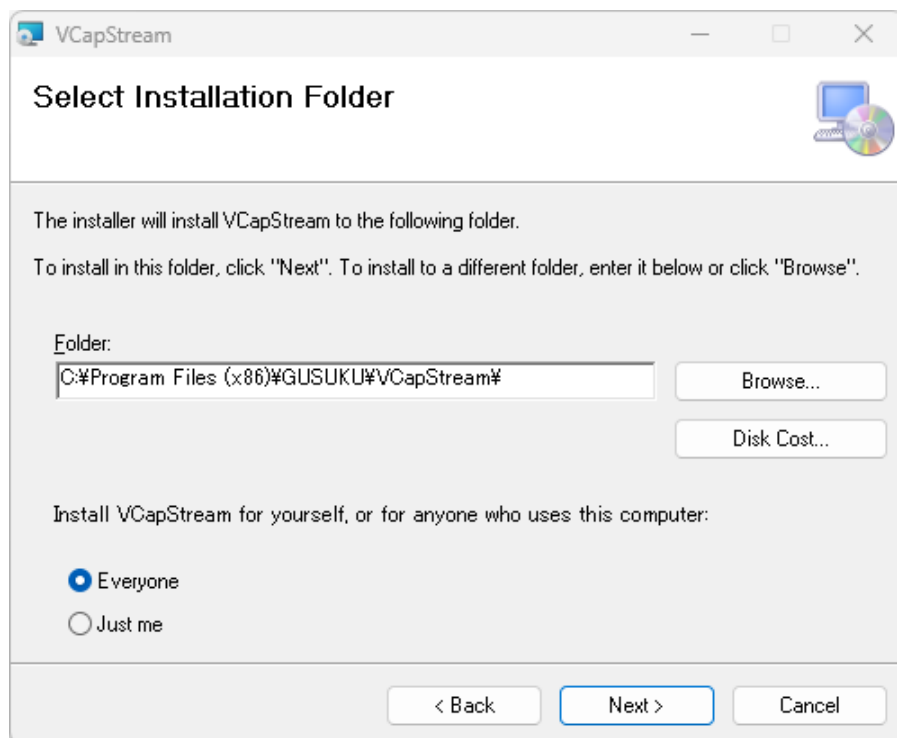 VCapStream
Select Installation Folder
The installer will install VCapStream to the following folder.
To install in this folder, click "Next". To install to a different folder, enter it below or click "Browse".
Folder:
C:¥Program Files (x86)¥GUSUKU¥VCapStream¥
Browse...
Disk Cost...
Install VCapStream for yourself, or for anyone who uses this computer:
Everyone
Just me
< Back
Next >
Cancel